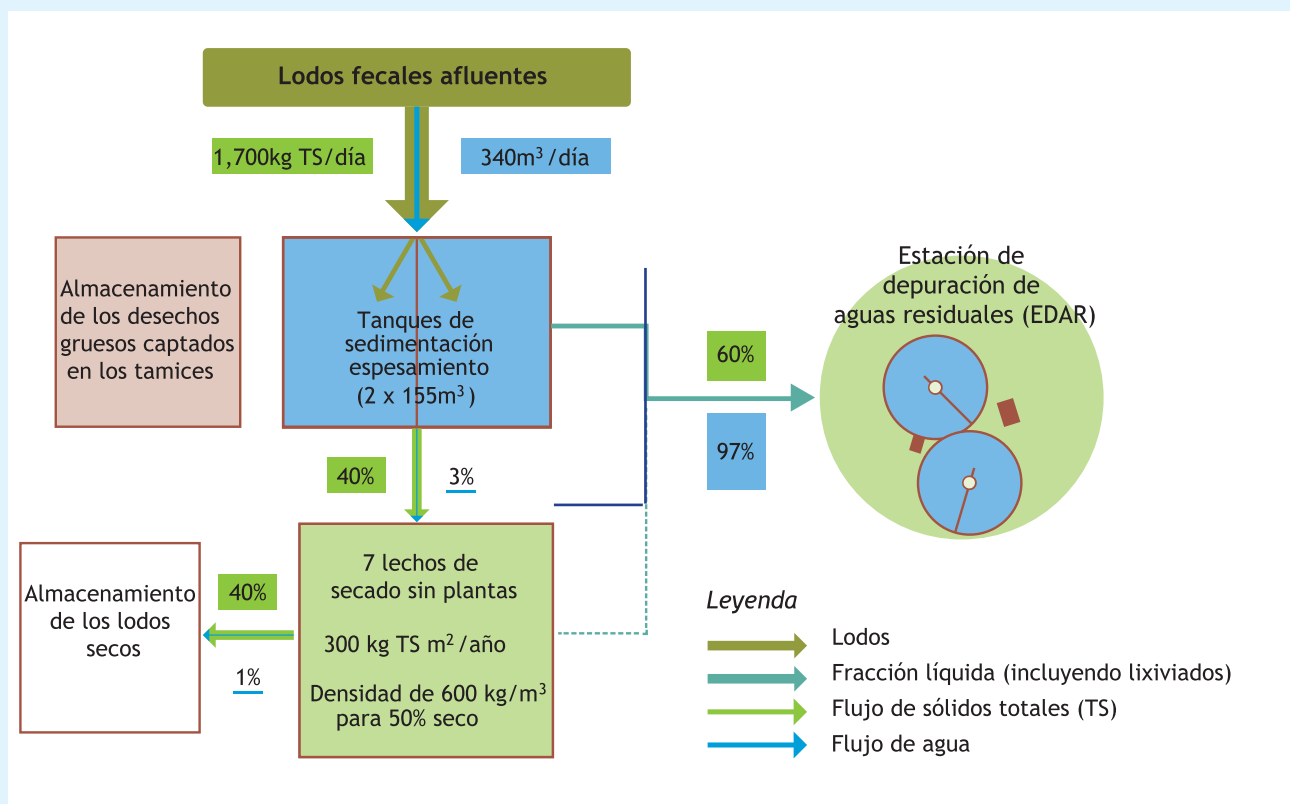 Lodos fecales afluentes
1,700kg TS/día
340m³/día
Almacenamiento
de los desechos
gruesos captados
en los tamices
Tanques de
sedimentación
espesamiento
(2 x 155m³)
60%
97%
Estación de
depuración de
aguas residuales (EDAR)
40%
3%
7 lechos de
secado sin plantas
300 kg TS m²/año
Densidad de 600 kg/m³
para 50% seco
Almacenamiento
de los lodos
secos
40%
1%
Leyenda
Lodos
Fracción líquida (incluyendo lixiviados)
Flujo de sólidos totales (TS)
Flujo de agua